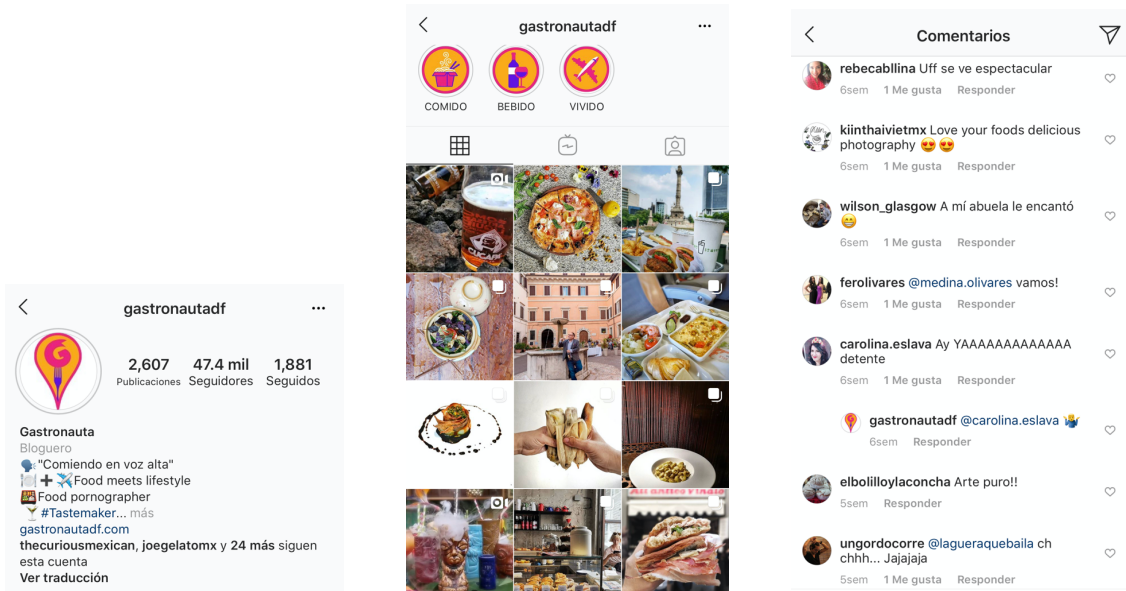 gastronautadf
2,607
47.4 mil
1,881
Publicaciones
Seguidores
Seguidos
Gastronauta
Bloguero
"Comiendo en voz alta"
Food meets lifestyle
Food pornographer
#Tastemaker... más
gastronautadf.com
thecuriousmexican, joegelatomx y 24 más siguen
esta cuenta
Ver traducción
gastronautadf
COMIDO
BEBIDO
VIVIDO
CUCAPÁ
All'antico Vinaio
Comentarios
rebecabllina Uff se ve espectacular
6sem 1 Me gusta Responder
kiinthaivietmx Love your foods delicious
photography 😍 😍
6sem 1 Me gusta Responder
wilson_glasgow A mí abuela le encantó
😁
6sem 1 Me gusta Responder
ferolivares @medina.olivares vamos!
6sem 1 Me gusta Responder
carolina.eslava Ay YAAAAAAAAAAAAA
detente
6sem 1 Me gusta Responder
gastronautadf @carolina.eslava 🤷‍♂️
6sem Responder
elbolilloylaconcha Arte puro!!
5sem Responder
ungordocorre @lagueraquebaila ch
chhh... Jajajaja
5sem 1 Me gusta Responder